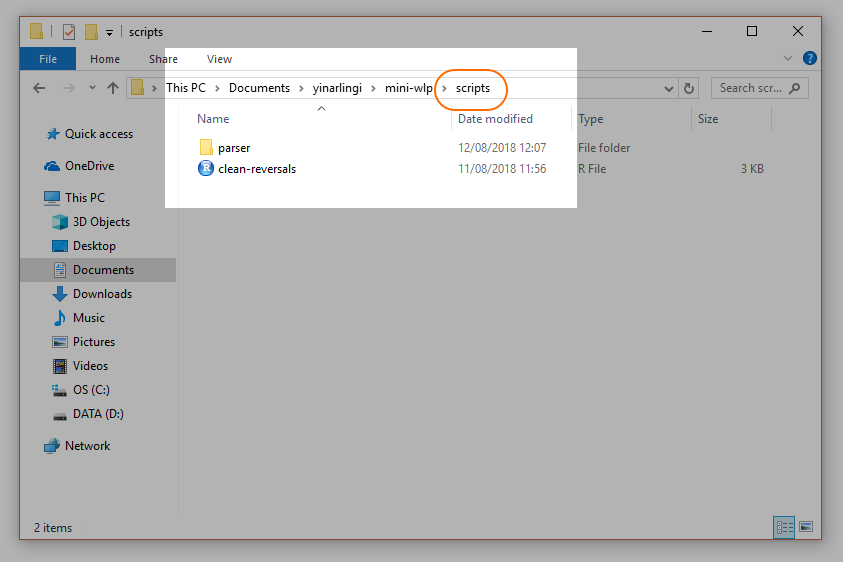 scripts
File Home Share View
This PC Documents yinarlingi mini-wlp scripts Search scr...
Name Date modified Type Size
Quick access
parser 12/08/2018 12:07 File folder
clean-reversals 11/08/2018 11:56 R File 3 KB
OneDrive
This PC
3D Objects
Desktop
Documents
Downloads
Music
Pictures
Videos
OS (C:)
DATA (D:)
Network
2 items